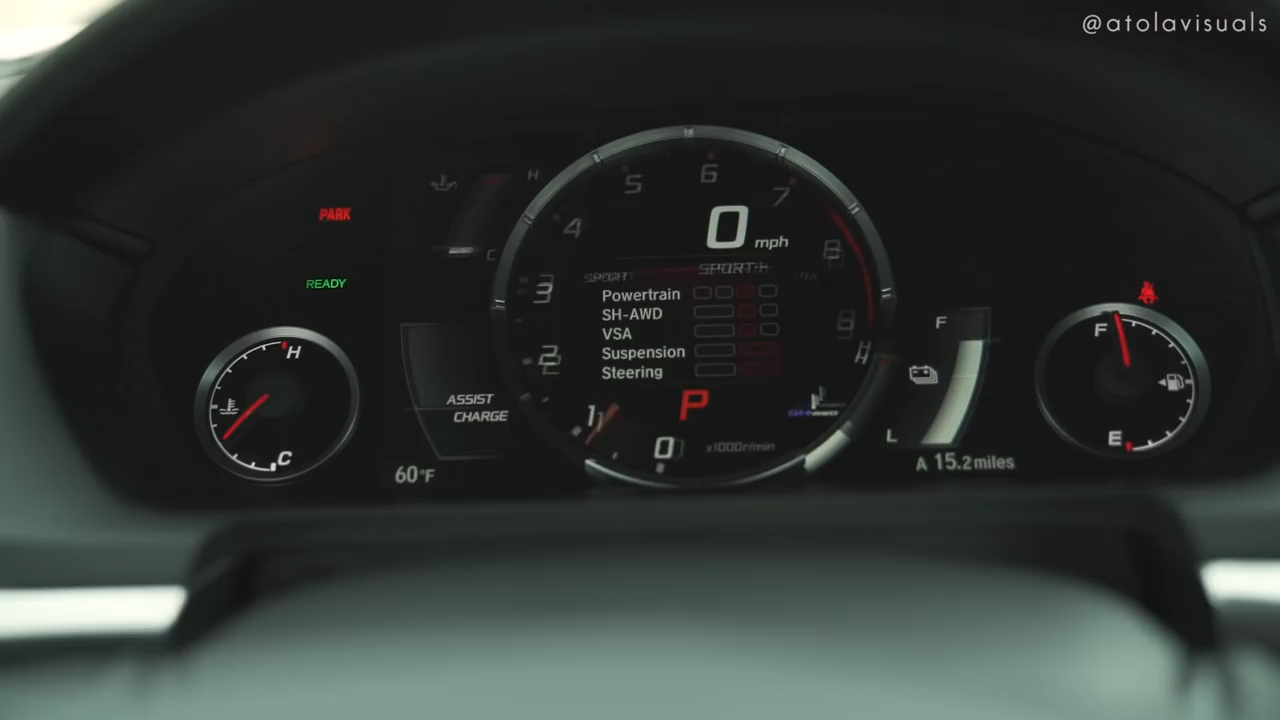 @atolavisuals
PARK
READY
H
C
H
C
ASSIST
CHARGE
60°F
0 mph
SPORT SPORT+
Powertrain
SH-AWD
VSA
Suspension
Steering
P
0
1
2
3
4
5
6
7
8
x1000r/min
F
L
A 15.2 miles
F
E